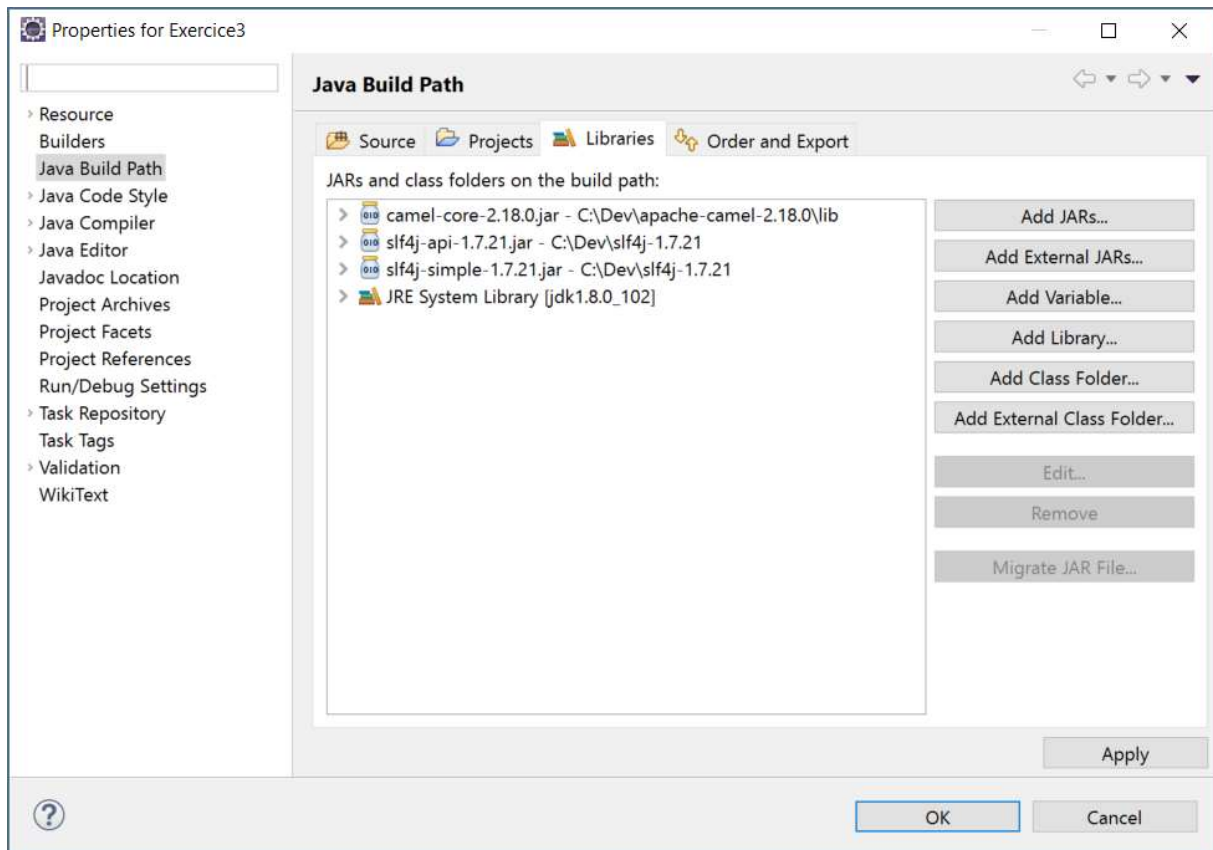 Properties for Exercice3
Resource
Builders
Java Build Path
Java Code Style
Java Compiler
Java Editor
Javadoc Location
Project Archives
Project Facets
Project References
Run/Debug Settings
Task Repository
Task Tags
Validation
WikiText
Java Build Path
Source Projects Libraries Order and Export
JARs and class folders on the build path:
camel-core-2.18.0.jar - C:\Dev\apache-camel-2.18.0\lib
slf4j-api-1.7.21.jar - C:\Dev\slf4j-1.7.21
slf4j-simple-1.7.21.jar - C:\Dev\slf4j-1.7.21
JRE System Library [jdk1.8.0_102]
Add JARs...
Add External JARs...
Add Variable...
Add Library...
Add Class Folder...
Add External Class Folder...
Edit...
Remove
Migrate JAR File...
Apply
OK Cancel